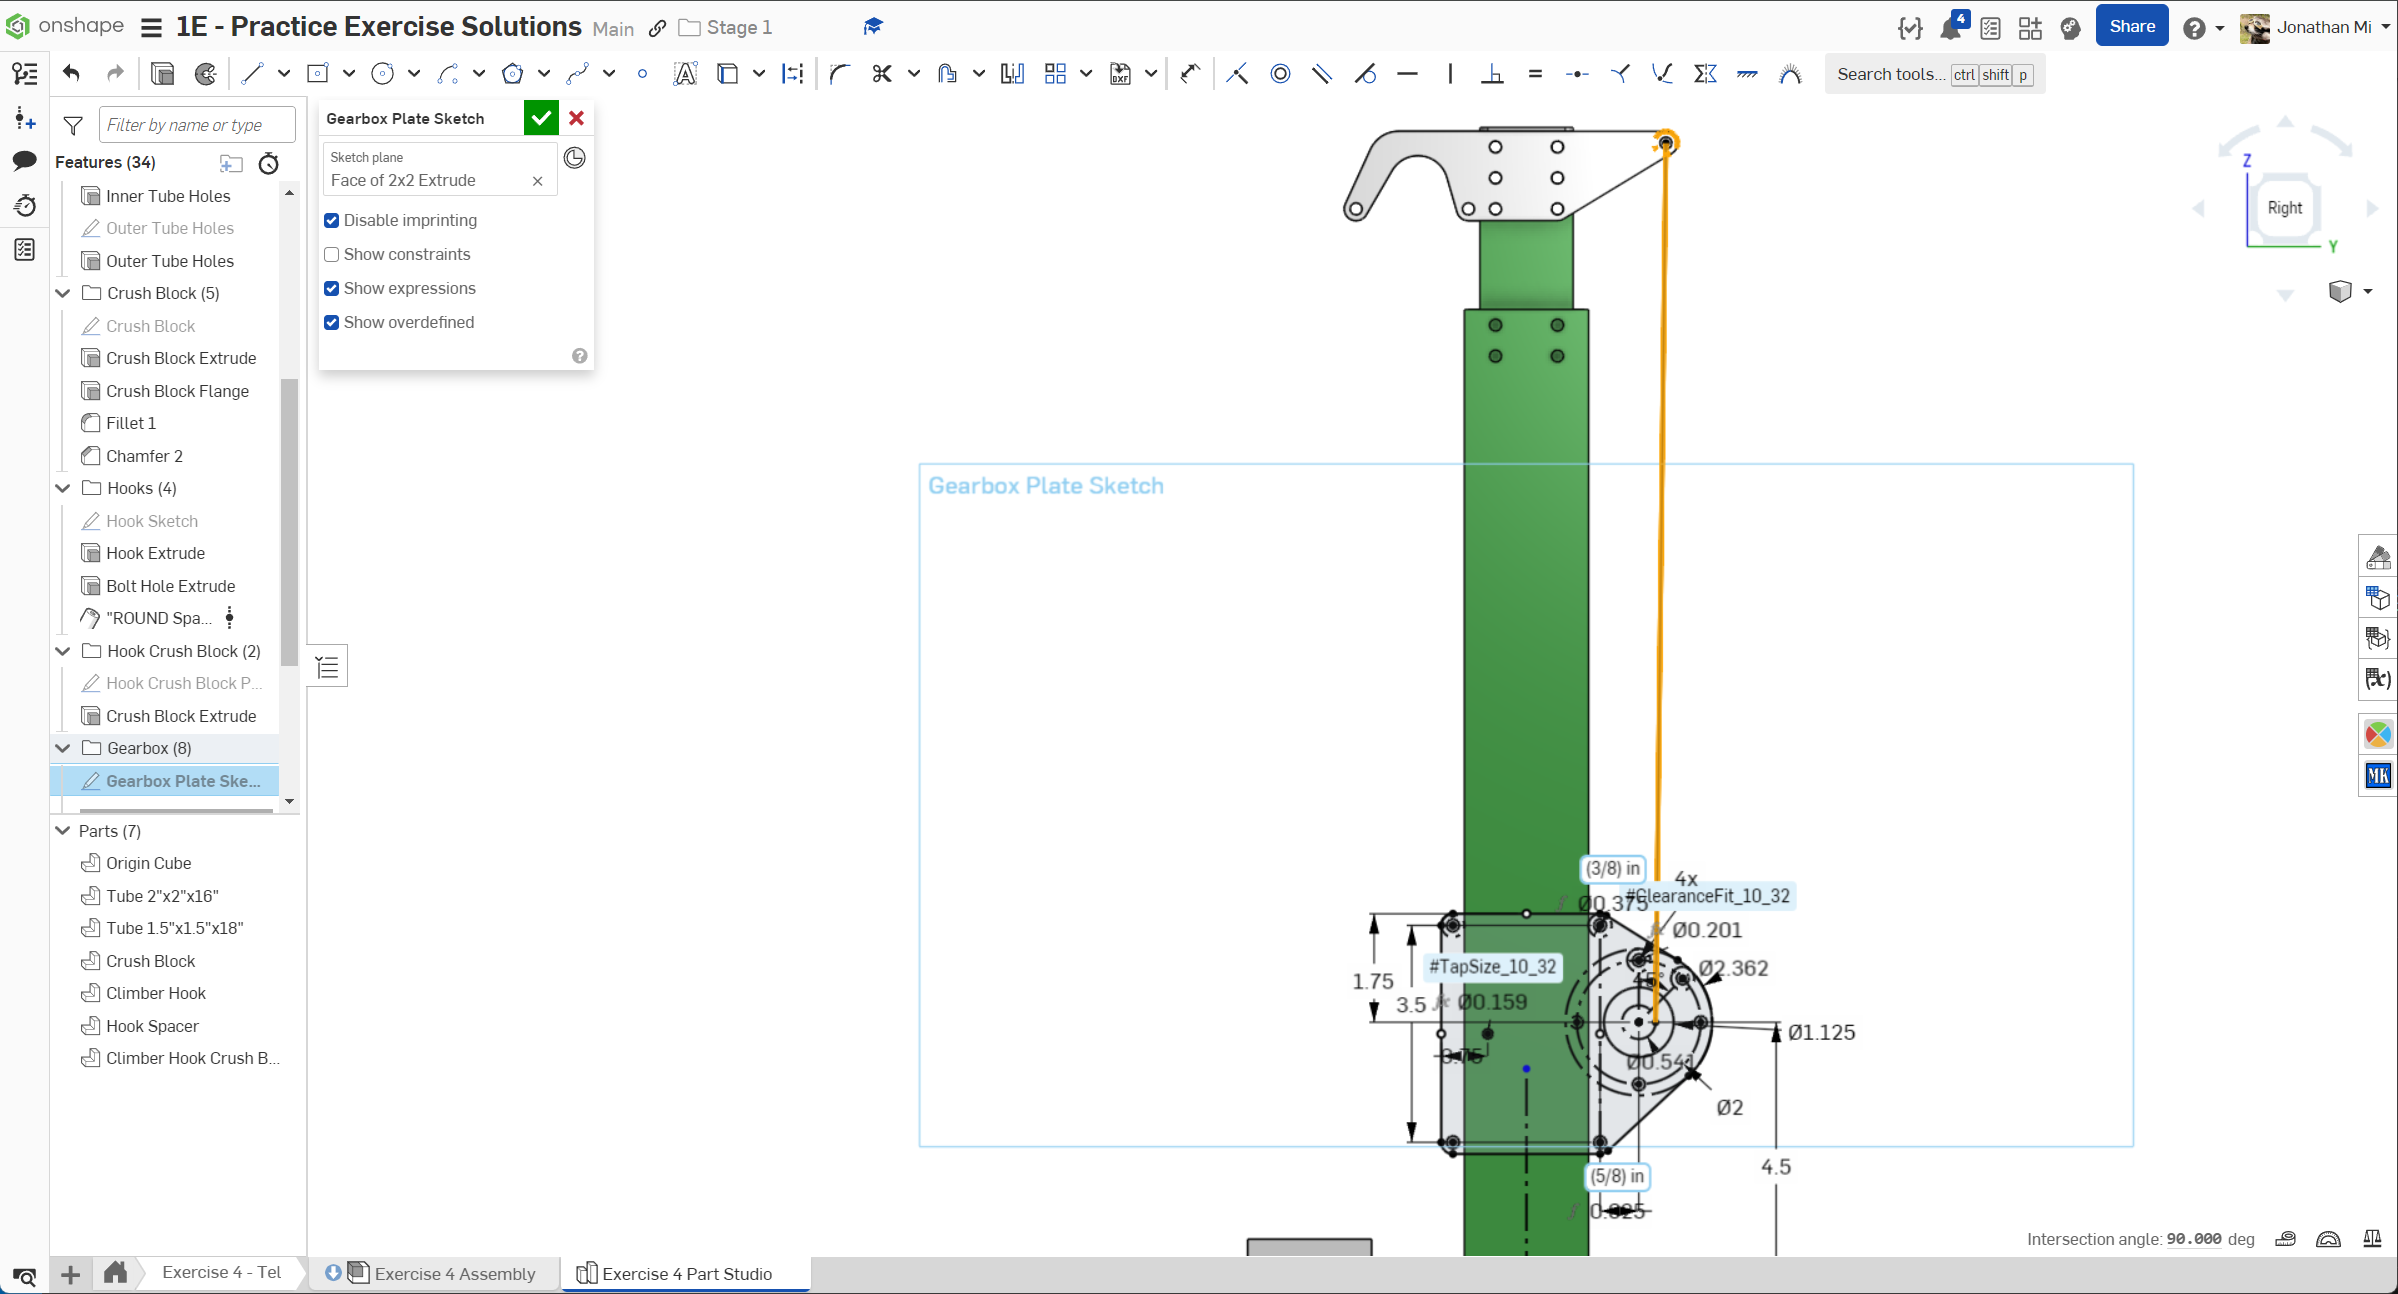 onshape
1E - Practice Exercise Solutions Main Stage 1
4
Share
Jonathan Mi
DXF
Search tools... ctrl shift p
Filter by name or type
Features (34)
Inner Tube Holes
Outer Tube Holes
Outer Tube Holes
Crush Block (5)
Crush Block
Crush Block Extrude
Crush Block Flange
Fillet 1
Chamfer 2
Hooks (4)
Hook Sketch
Hook Extrude
Bolt Hole Extrude
"ROUND Spa...
Hook Crush Block (2)
Hook Crush Block P...
Crush Block Extrude
Gearbox (8)
Gearbox Plate Ske...
Parts (7)
Origin Cube
Tube 2"x2"x16"
Tube 1.5"x1.5"x18"
Crush Block
Climber Hook
Hook Spacer
Climber Hook Crush B...
Gearbox Plate Sketch
Sketch plane
Face of 2x2 Extrude
Disable imprinting
Show constraints
Show expressions
Show overdefined
Z
Right
Y
Gearbox Plate Sketch
(3/8) in
4x
#ClearanceFit_10_32
Ø0.375
Ø0.201
#TapSize_10_32
Ø2.362
1.75
45°
3.5
Ø0.159
Ø1.125
0.75
Ø0.541
Ø2
4.5
(5/8) in
0.625
MK
Intersection angle: 90.000 deg
Exercise 4 - Tel
Exercise 4 Assembly
Exercise 4 Part Studio